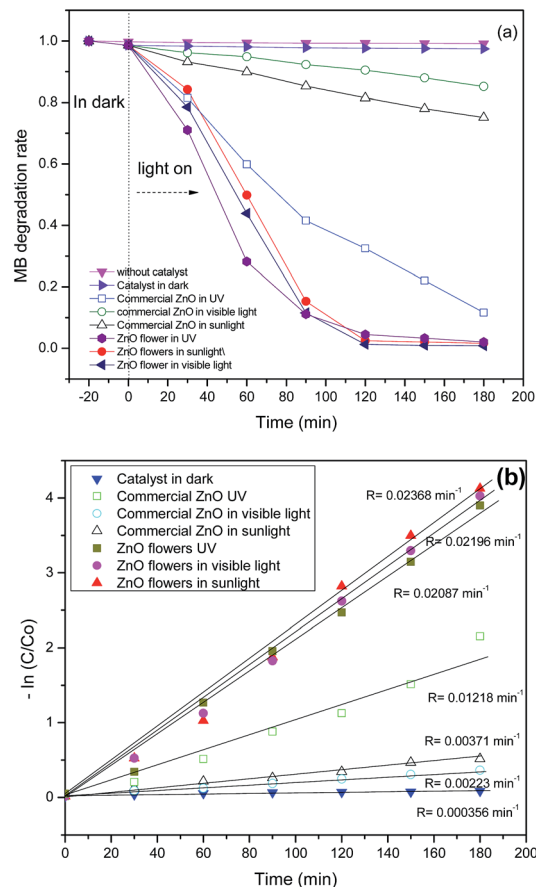 (a)
1.0
0.8
0.6
0.4
0.2
0.0
MB degradation rate
In dark
light on
without catalyst
Catalyst in dark
Commercial ZnO in UV
commercial ZnO in visible light
Commercial ZnO in sunlight
ZnO flower in UV
ZnO flowers in sunlight\
ZnO flower in visible light
-20 0 20 40 60 80 100 120 140 160 180 200
Time (min)
(b)
4
3
2
1
0
- ln (C/Co)
Catalyst in dark
Commercial ZnO UV
Commercial ZnO in visible light
Commercial ZnO in sunlight
ZnO flowers UV
ZnO flowers in visible light
ZnO flowers in sunlight
R= 0.02368 min-1
R= 0.02196 min-1
R= 0.02087 min-1
R= 0.01218 min-1
R= 0.00371 min-1
R= 0.00223 min-1
R= 0.000356 min-1
0 20 40 60 80 100 120 140 160 180 200
Time (min)